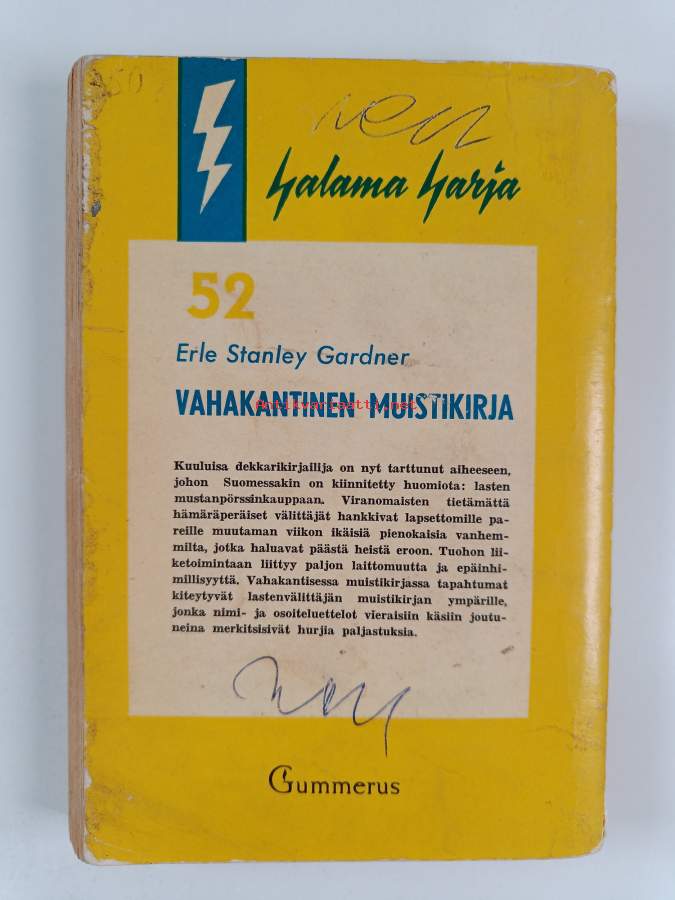 Salama Sarja
52
Erle Stanley Gardner
VAHAKANTINEN MUISTIKIRJA
Antikvariaatti.net
Kuuluisa dekkarikirjailija on nyt tarttunut aiheeseen,
johon Suomessakin on kiinnitetty huomiota: lasten
mustanpörssinkauppaan. Viranomaisten tietämättä
hämäräperäiset välittäjät hankkivat lapsettomille pa-
reille muutaman viikon ikäisiä pienokaisia vanhem-
milta, jotka haluavat päästä heistä eroon. Tuohon lii-
ketoimintaan liittyy paljon laittomuutta ja epäinhi-
millisyyttä. Vahakantisessa muistikirjassa tapahtumat
kiteytyvät lastenvälittäjän muistikirjan ympärille,
jonka nimi- ja osoiteluettelot vieraisiin käsiin joutu-
neina merkitsisivät hurjia paljastuksia.
Gummerus